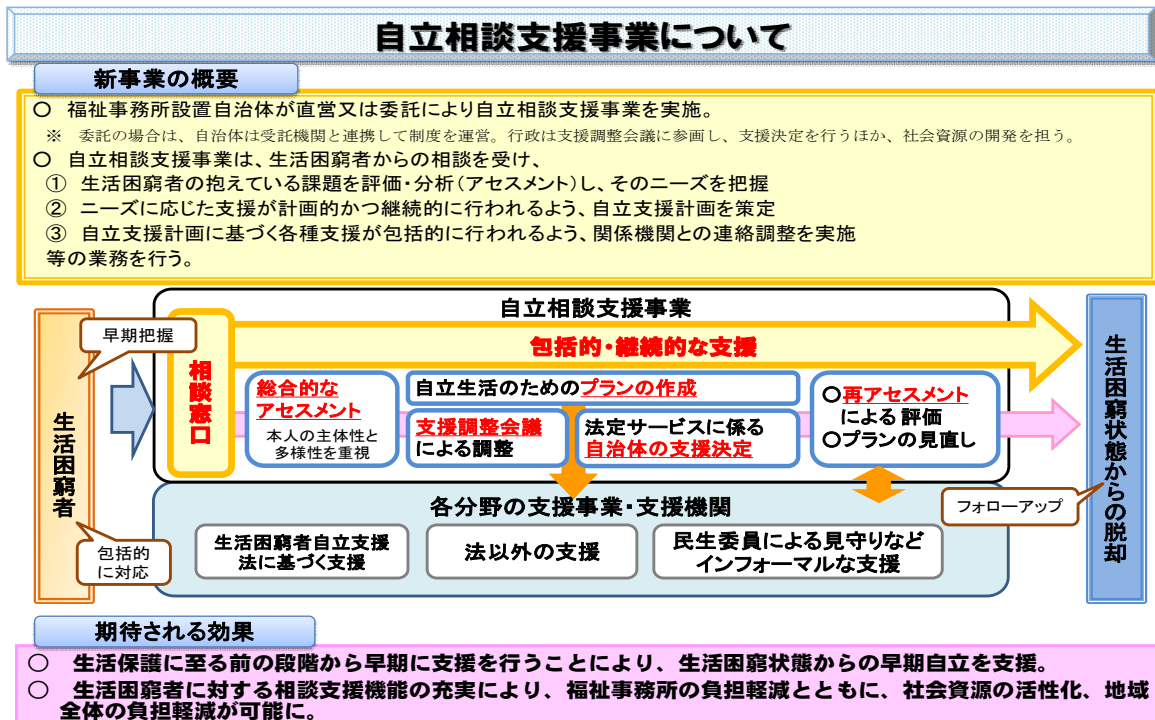 自立相談支援事業について
新事業の概要
○ 福祉事務所設置自治体が直営又は委託により自立相談支援事業を実施。
※ 委託の場合は、自治体は受託機関と連携して制度を運営。行政は支援調整会議に参画し、支援決定を行うほか、社会資源の開発を担う。
○ 自立相談支援事業は、生活困窮者からの相談を受け、
① 生活困窮者の抱えている課題を評価・分析(アセスメント)し、そのニーズを把握
② ニーズに応じた支援が計画的かつ継続的に行われるよう、自立支援計画を策定
③ 自立支援計画に基づく各種支援が包括的に行われるよう、関係機関との連絡調整を実施
等の業務を行う。
生活困窮者
早期把握
包括的
に対応
自立相談支援事業
包括的・継続的な支援
相談窓口
総合的な
アセスメント
本人の主体性と
多様性を重視
自立生活のためのプランの作成
支援調整会議
による調整
法定サービスに係る
自治体の支援決定
○再アセスメント
による評価
○プランの見直し
各分野の支援事業・支援機関
生活困窮者自立支援
法に基づく支援
法以外の支援
民生委員による見守りなど
インフォーマルな支援
フォローアップ
生活困窮状態からの脱却
期待される効果
○ 生活保護に至る前の段階から早期に支援を行うことにより、生活困窮状態からの早期自立を支援。
○ 生活困窮者に対する相談支援機能の充実により、福祉事務所の負担軽減とともに、社会資源の活性化、地域
全体の負担軽減が可能に。